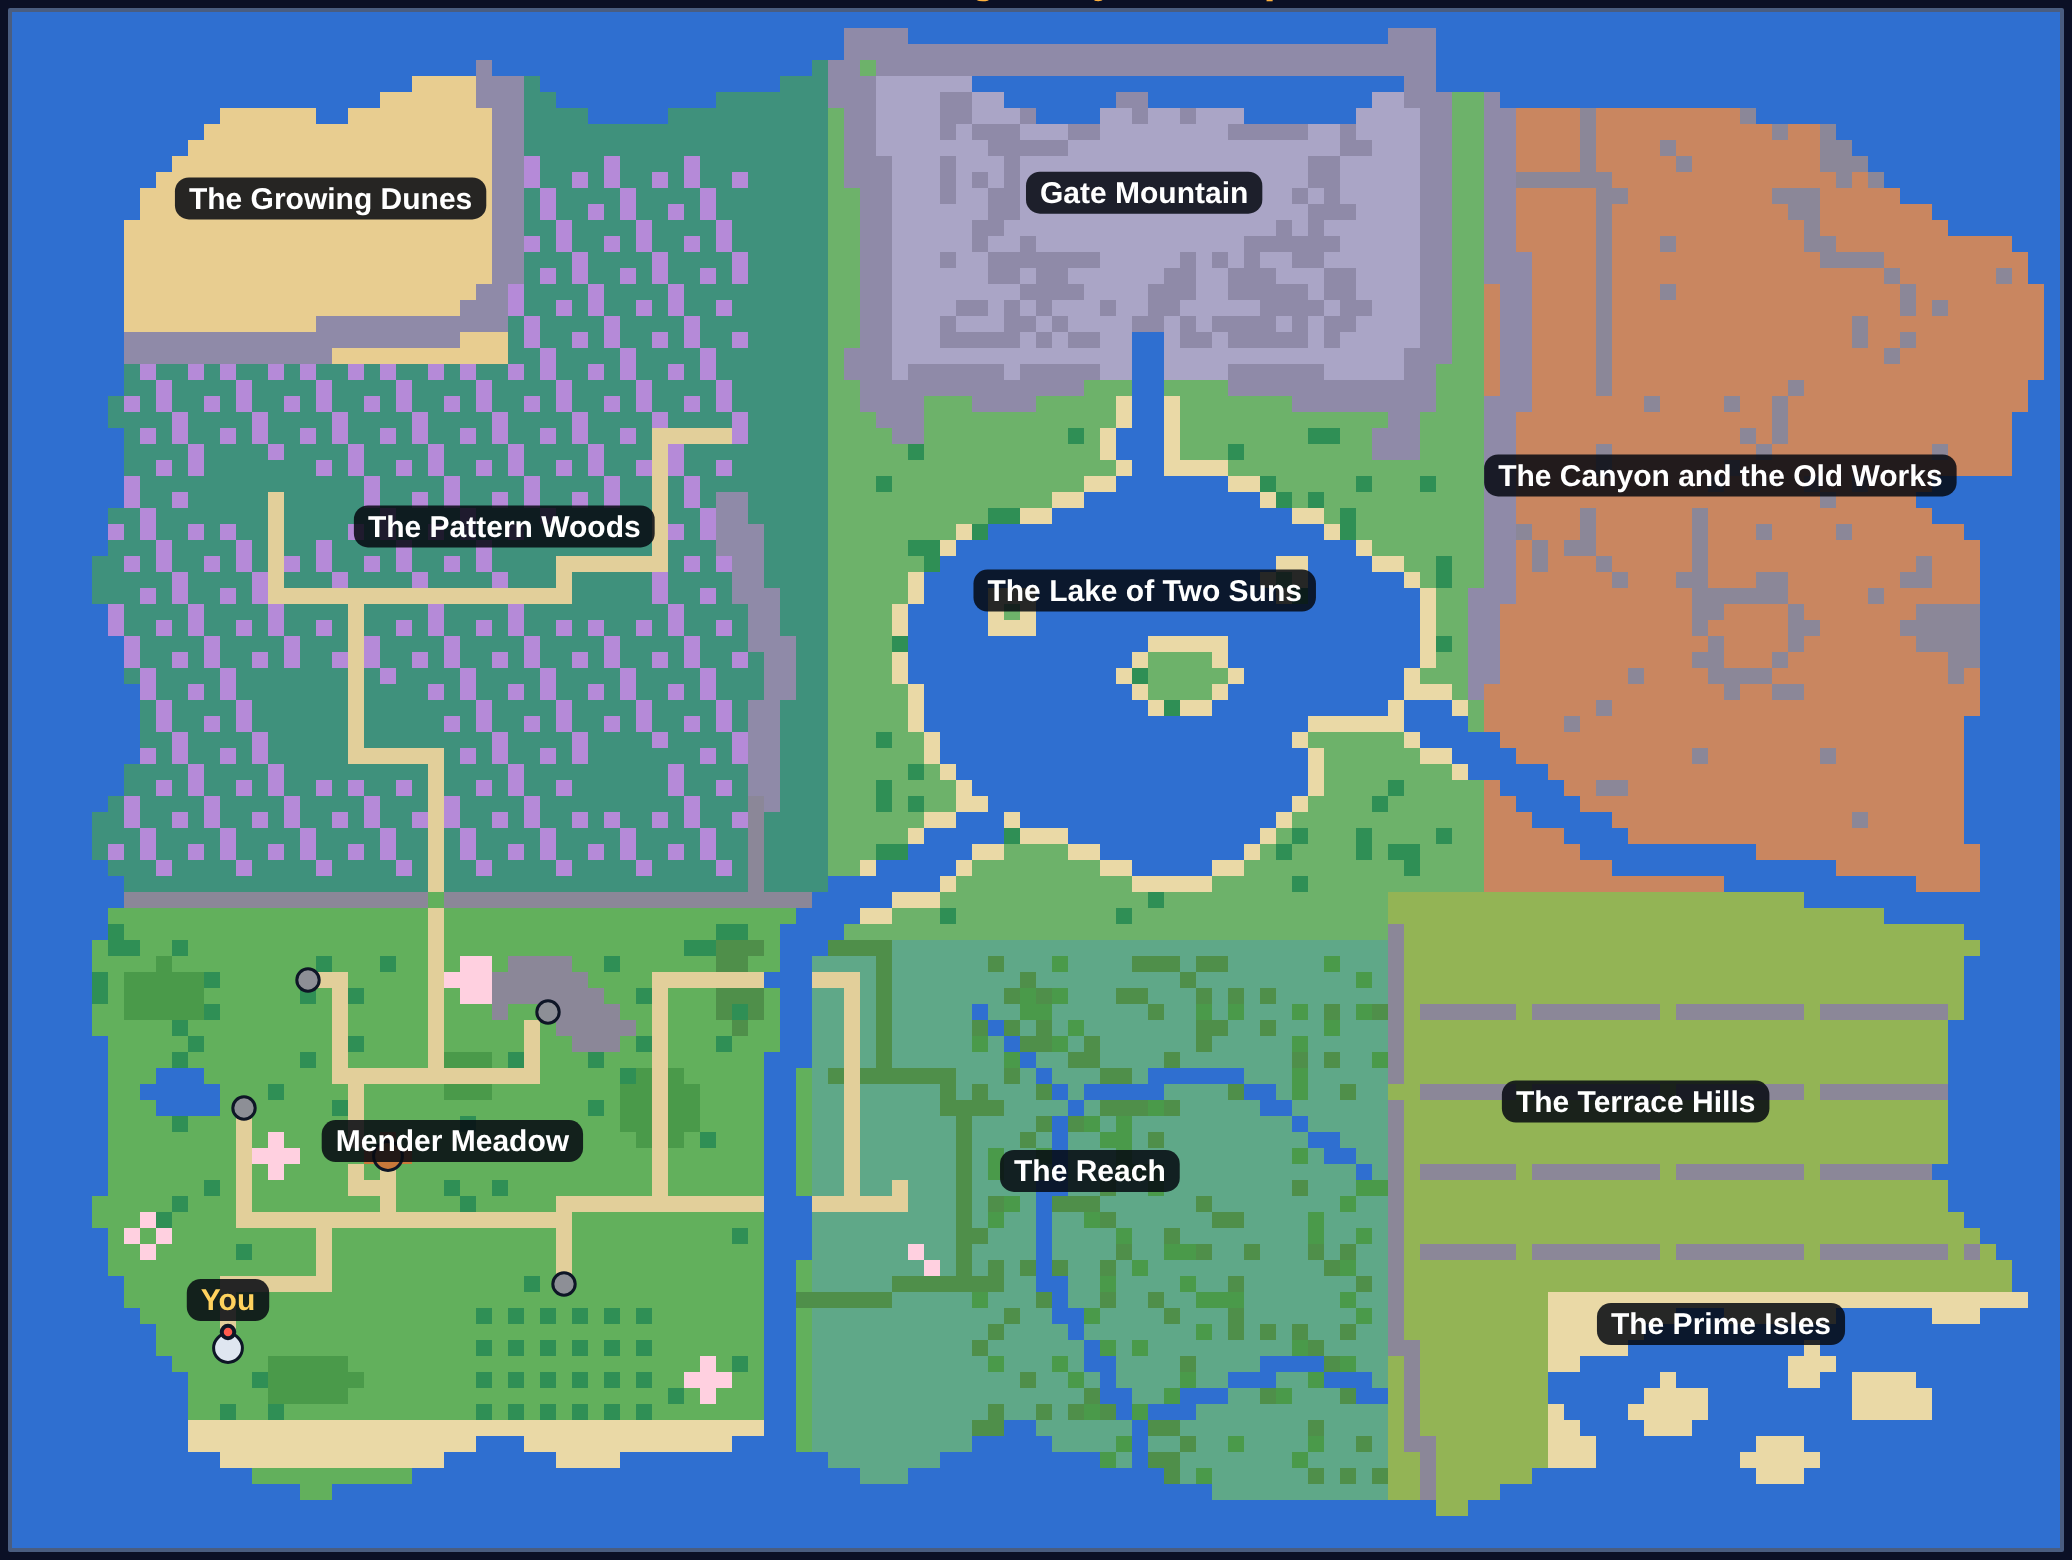 Gate Mountain
The Growing Dunes
The Canyon and the Old Works
The Pattern Woods
The Lake of Two Suns
The Terrace Hills
Mender Meadow
The Reach
You
The Prime Isles